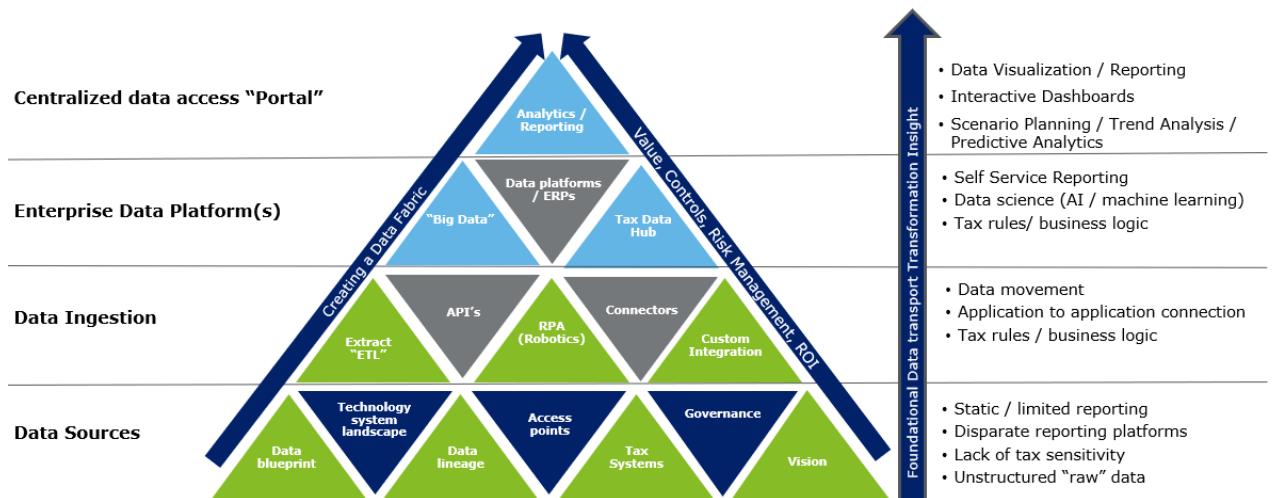 Centralized data access “Portal”
Analytics /
Reporting
• Data Visualization / Reporting
• Interactive Dashboards
• Scenario Planning / Trend Analysis /
Predictive Analytics
Enterprise Data Platform(s)
“Big Data”
Data platforms
/ ERPs
Tax Data
Hub
• Self Service Reporting
• Data science (AI / machine learning)
• Tax rules/ business logic
Data Ingestion
Extract
“ETL”
API’s
RPA
(Robotics)
Connectors
Custom
Integration
• Data movement
• Application to application connection
• Tax rules / business logic
Data Sources
Data
blueprint
Technology
system
landscape
Data
lineage
Access
points
Tax
Systems
Governance
Vision
• Static / limited reporting
• Disparate reporting platforms
• Lack of tax sensitivity
• Unstructured “raw” data
Creating a Data Fabric
Value, Controls, Risk Management, ROI
Foundational Data transport Transformation Insight